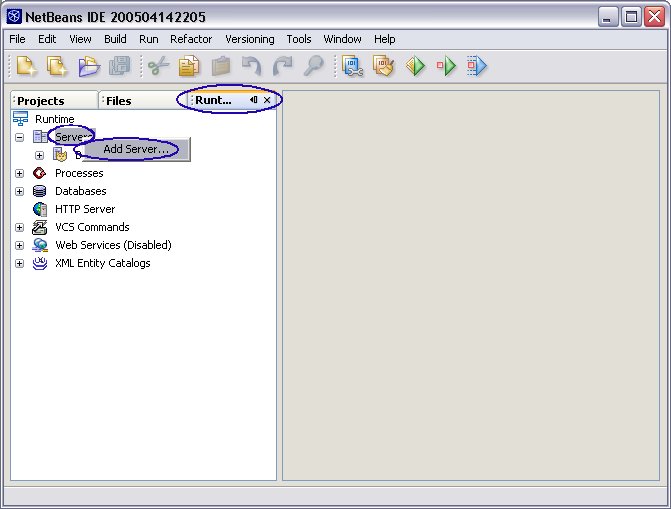 NetBeans IDE 200504142205
File Edit View Build Run Refactor Versioning Tools Window Help
Projects Files Runt...
Runtime
Servers
Add Server...
Processes
Databases
HTTP Server
VCS Commands
Web Services (Disabled)
XML Entity Catalogs